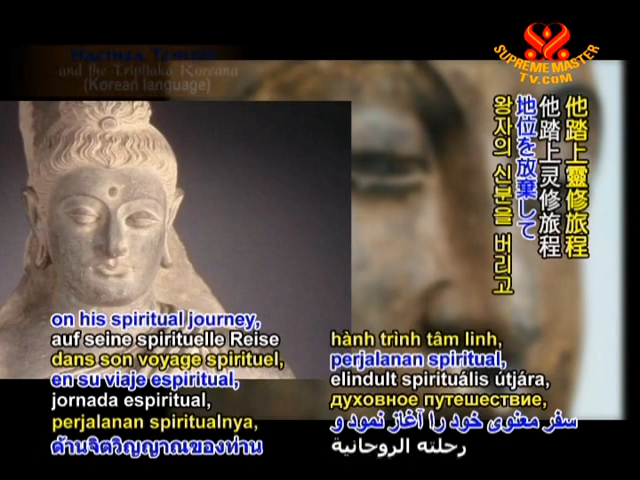 Haeinsa Temple
and the Tripitaka Koreana
(Korean language)
SUPREME MASTER
TV.COM
他踏上靈修旅程
他踏上灵修旅程
地位を放棄して
왕자의 신분을 버리고
on his spiritual journey,
auf seine spirituelle Reise
dans son voyage spirituel,
en su viaje espiritual,
jornada espiritual,
perjalanan spiritualnya,
ด้านจิตวิญญาณของท่าน
hành trình tâm linh,
perjalanan spiritual,
elindult spirituális útjára,
духовное путешествие,
سفر معنوی خود را آغاز نمود و
رحلته الروحانية